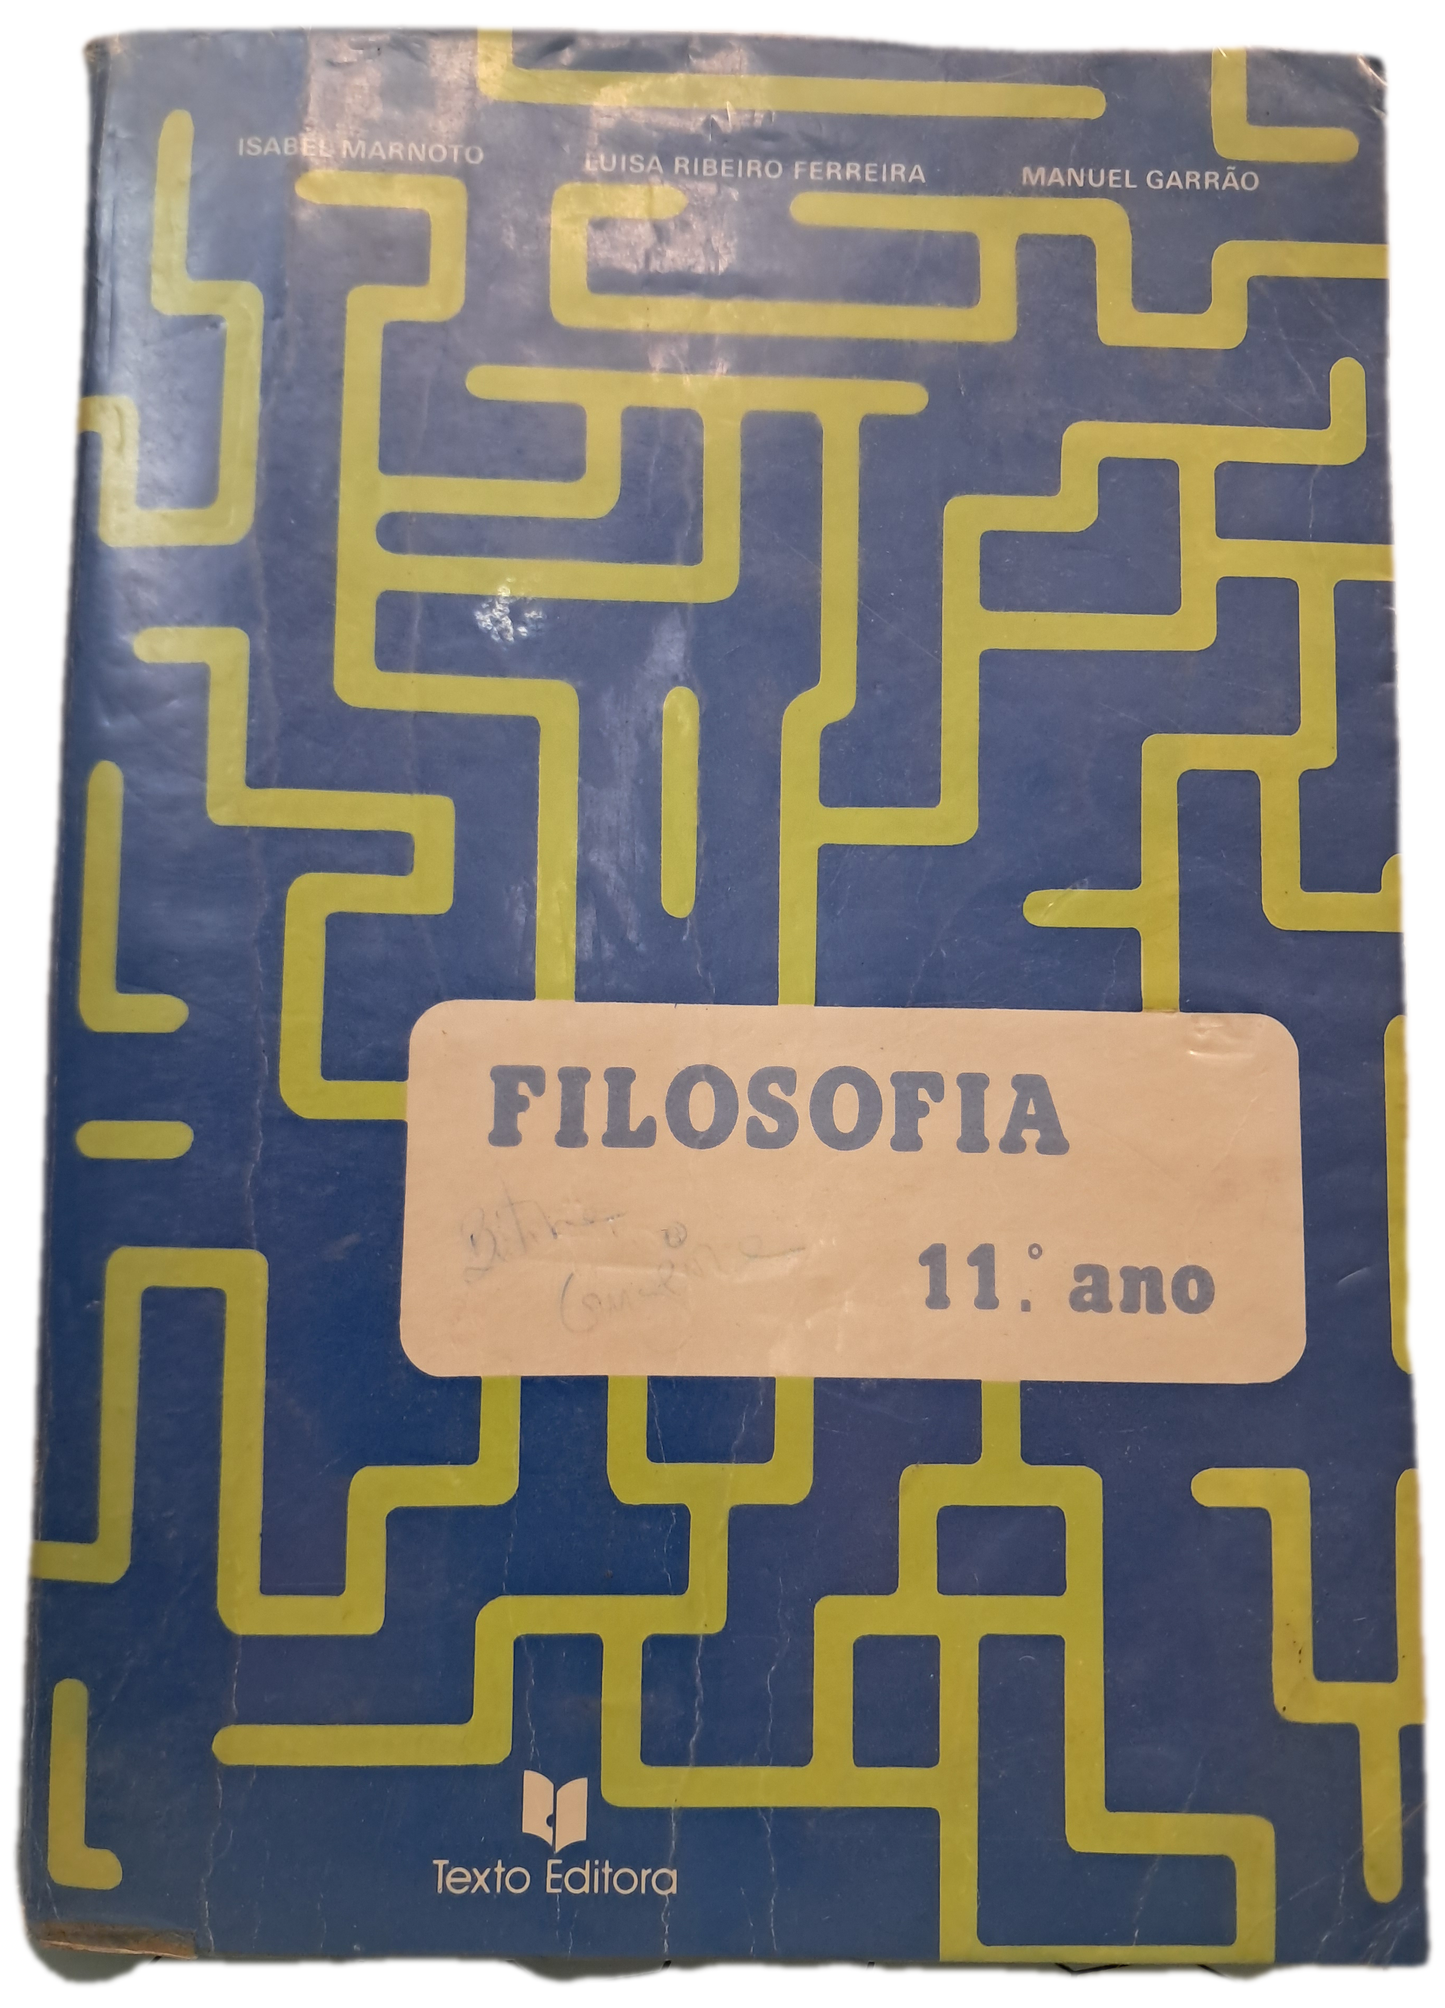 ISABEL MARNOTO LUISA RIBEIRO FERREIRA MANUEL GARRÃO
FILOSOFIA
11.º ano
Texto Editora